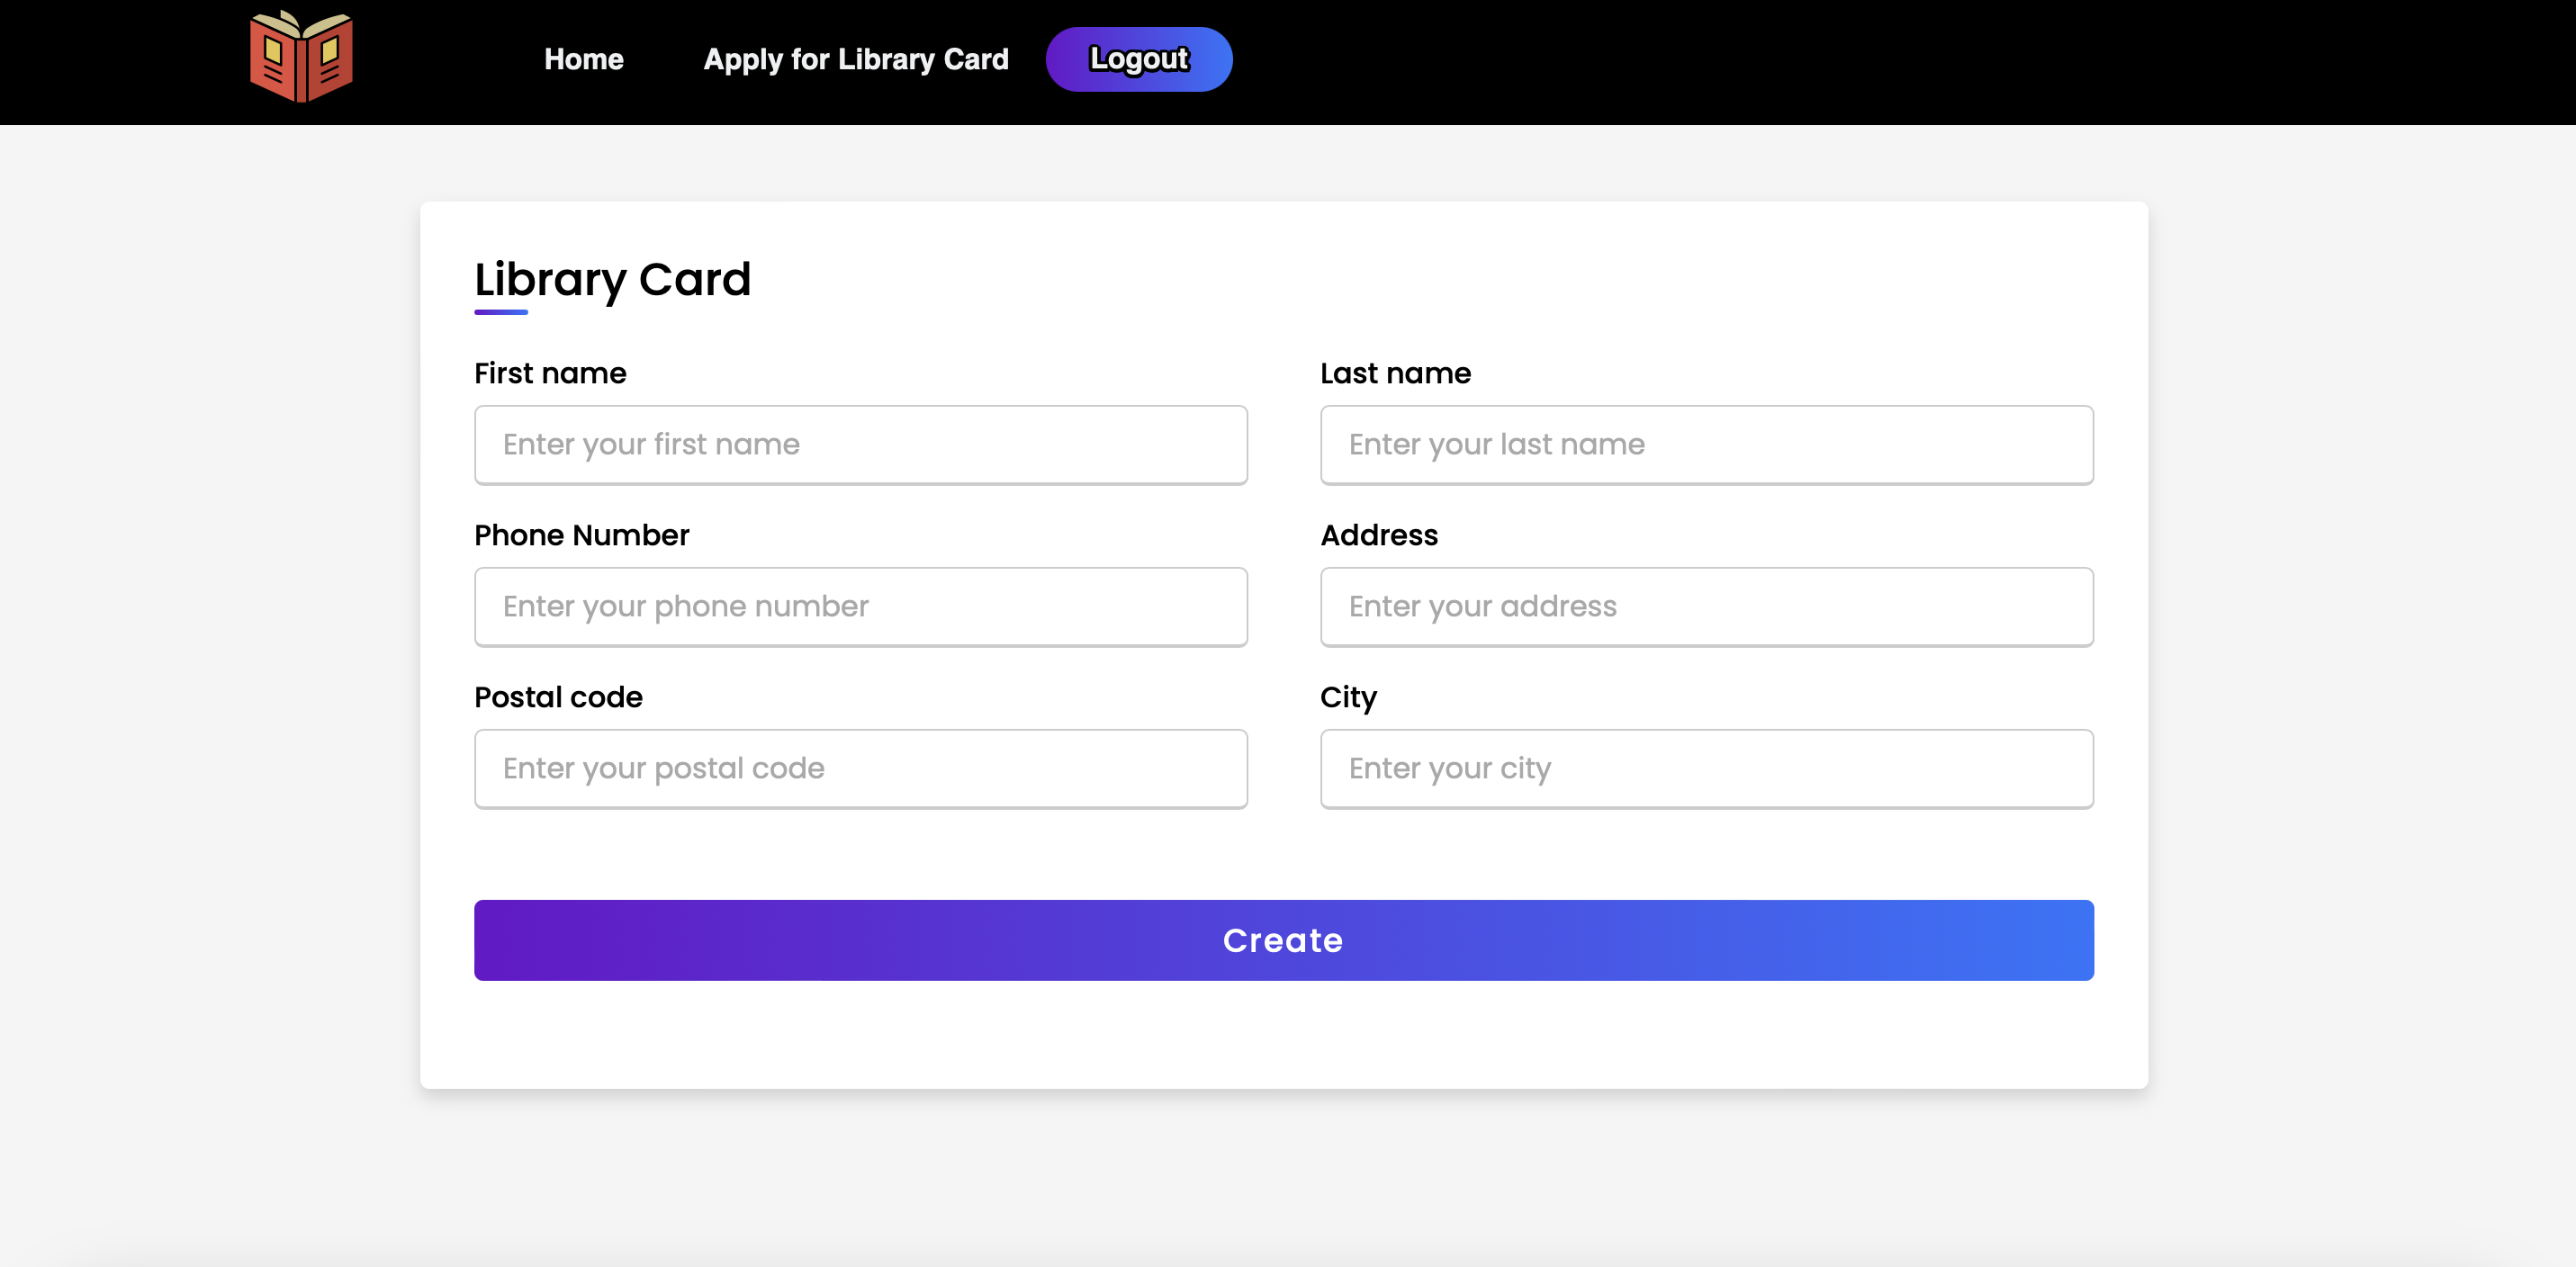 Home Apply for Library Card Logout
Library Card
First name Last name
Enter your first name Enter your last name
Phone Number Address
Enter your phone number Enter your address
Postal code City
Enter your postal code Enter your city
Create